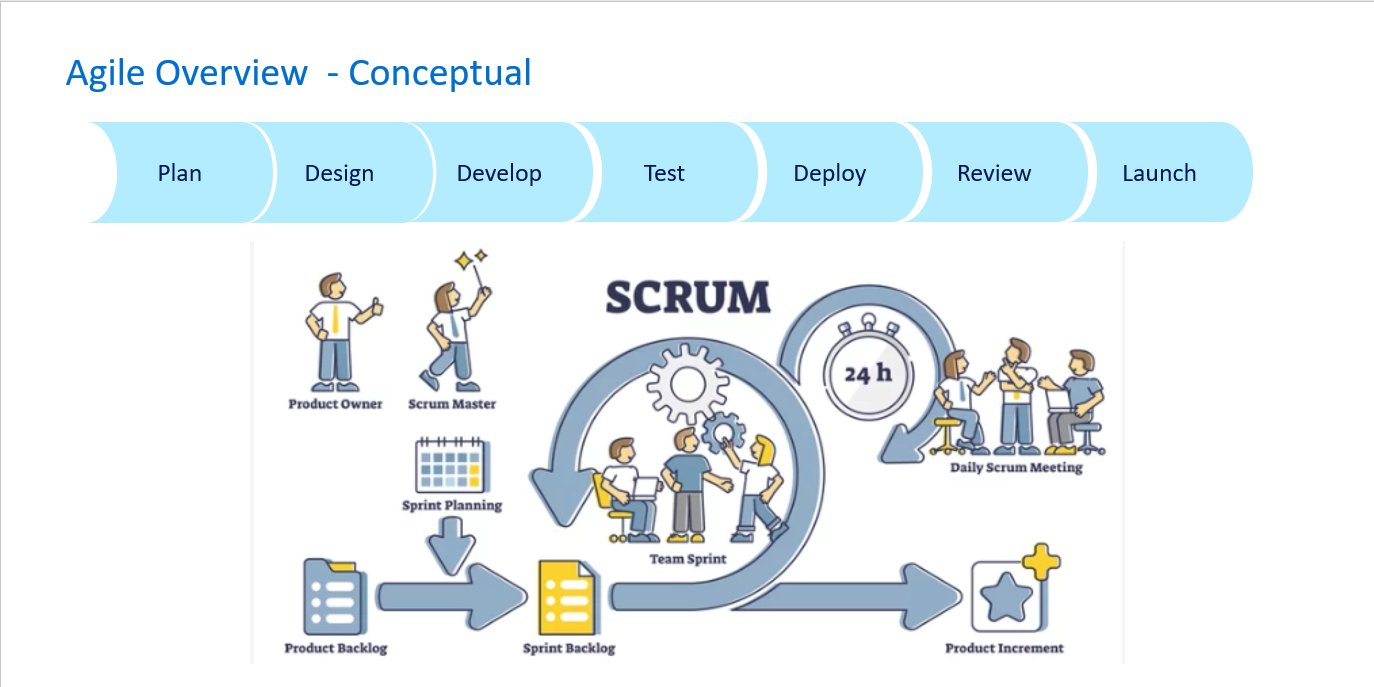 Agile Overview  - Conceptual
Plan
Design
Develop
Test
Deploy
Review
Launch
SCRUM
24 h
Product Owner
Scrum Master
Daily Scrum Meeting
Sprint Planning
Team Sprint
Product Backlog
Sprint Backlog
Product Increment